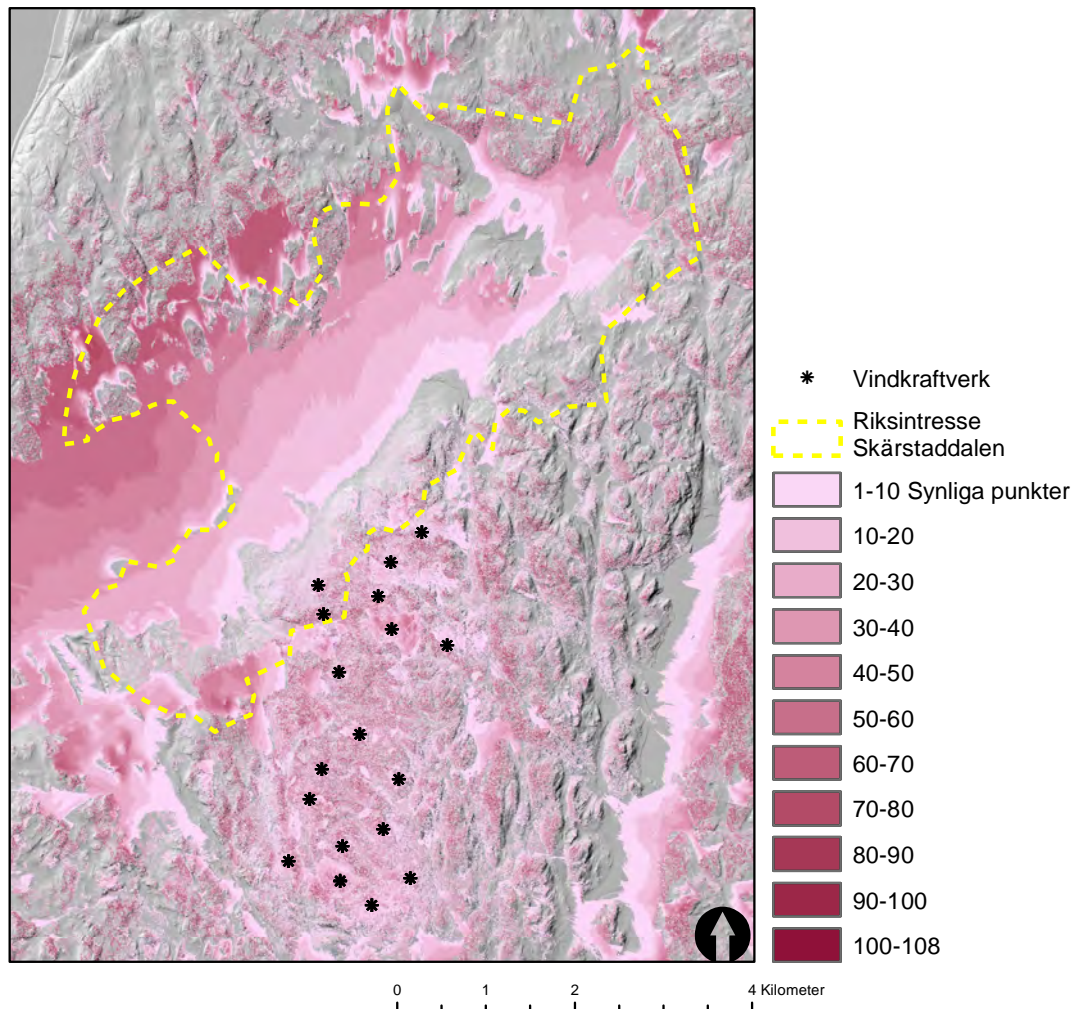 Vindkraftverk
Riksintresse
Skärstaddalen
1-10 Synliga punkter
10-20
20-30
30-40
40-50
50-60
60-70
70-80
80-90
90-100
100-108
0 1 2 4 Kilometer